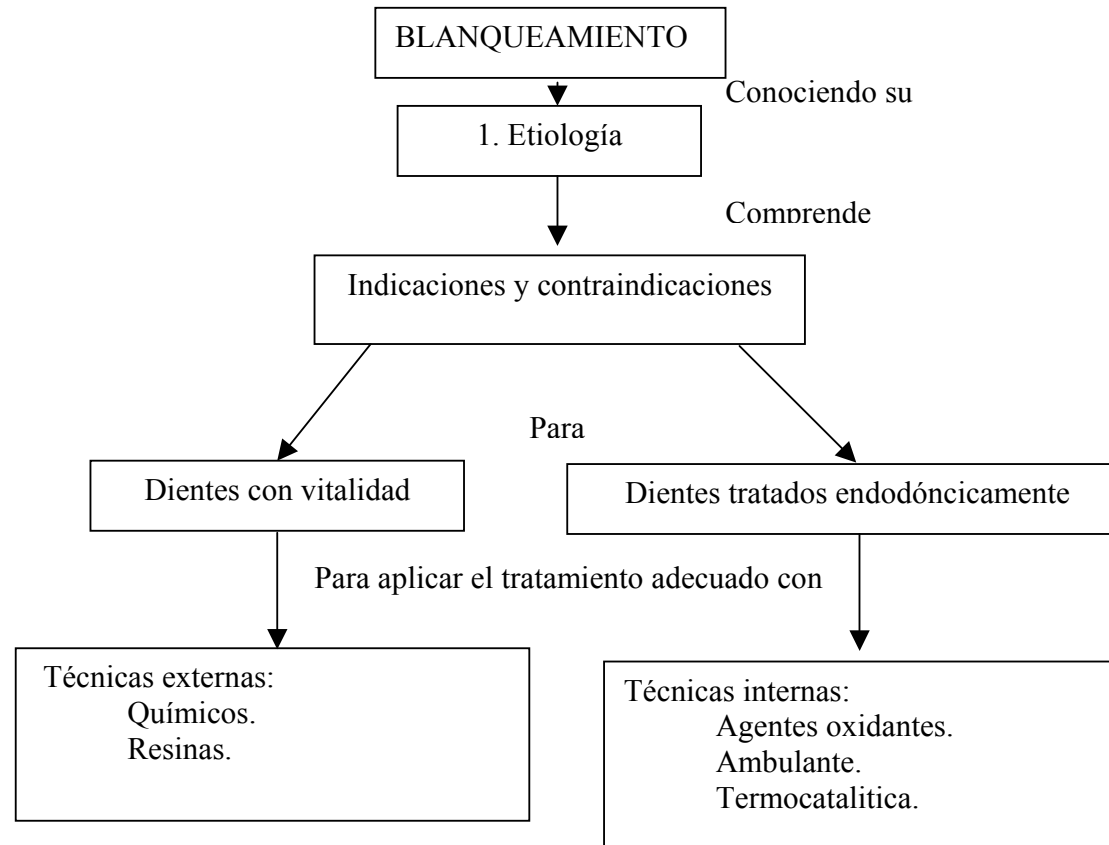 BLANQUEAMIENTO
Conociendo su
1. Etiología
Comprende
Indicaciones y contraindicaciones
Para
Dientes con vitalidad
Dientes tratados endodóncicamente
Para aplicar el tratamiento adecuado con
Técnicas externas:
Químicos.
Resinas.
Técnicas internas:
Agentes oxidantes.
Ambulante.
Termocatalitica.